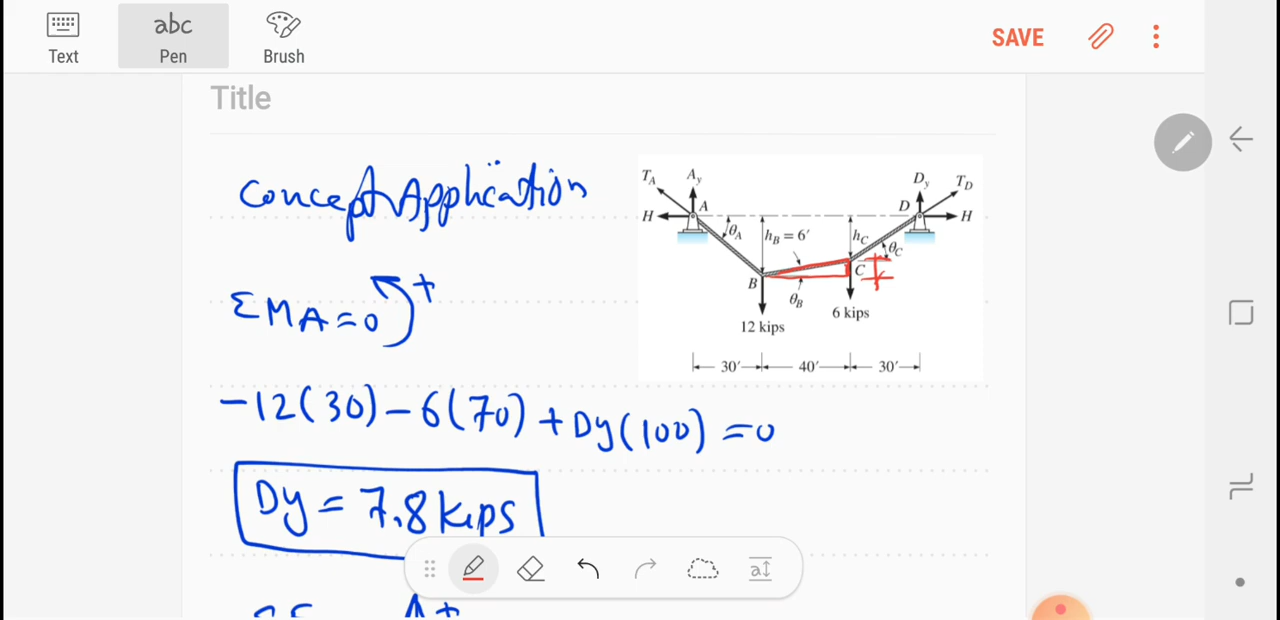 Text
abc
Pen
Brush
SAVE
Title
Concept Application
ΣMA=0 +
-12(30)-6(70)+Dy(100)=0
Dy=7.8 kips
TA
Ay
H
A
θA
hB = 6′
hC
D
Dy
TD
H
θC
B
θB
C
12 kips
6 kips
30′
40′
30′